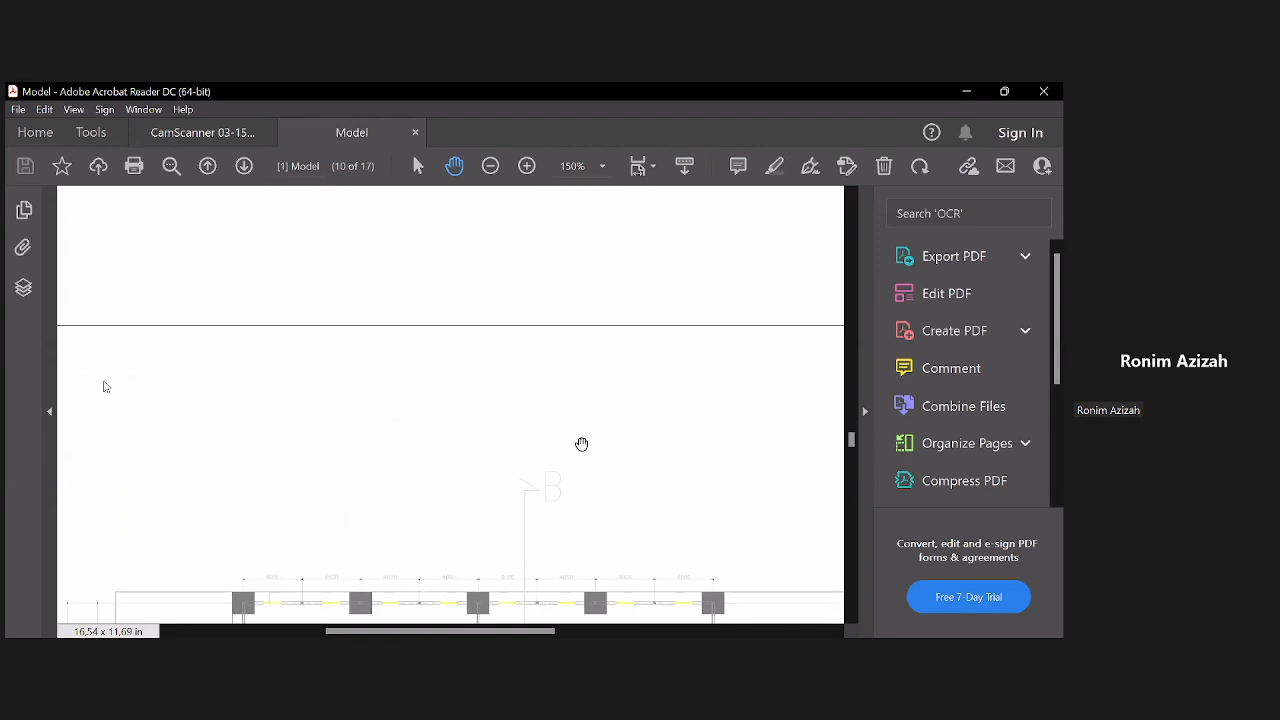 Model - Adobe Acrobat Reader DC (64-bit)
File Edit View Sign Window Help
Home Tools CamScanner 03-15... Model × Sign In
[1] Model (10 of 17) 150%
Search 'OCR'
Export PDF
Edit PDF
Create PDF
Comment
Combine Files
Organize Pages
Compress PDF
Convert, edit and e-sign PDF
forms & agreements
Free 7-Day Trial
B
16,54 x 11,69 in
Ronim Azizah
Ronim Azizah